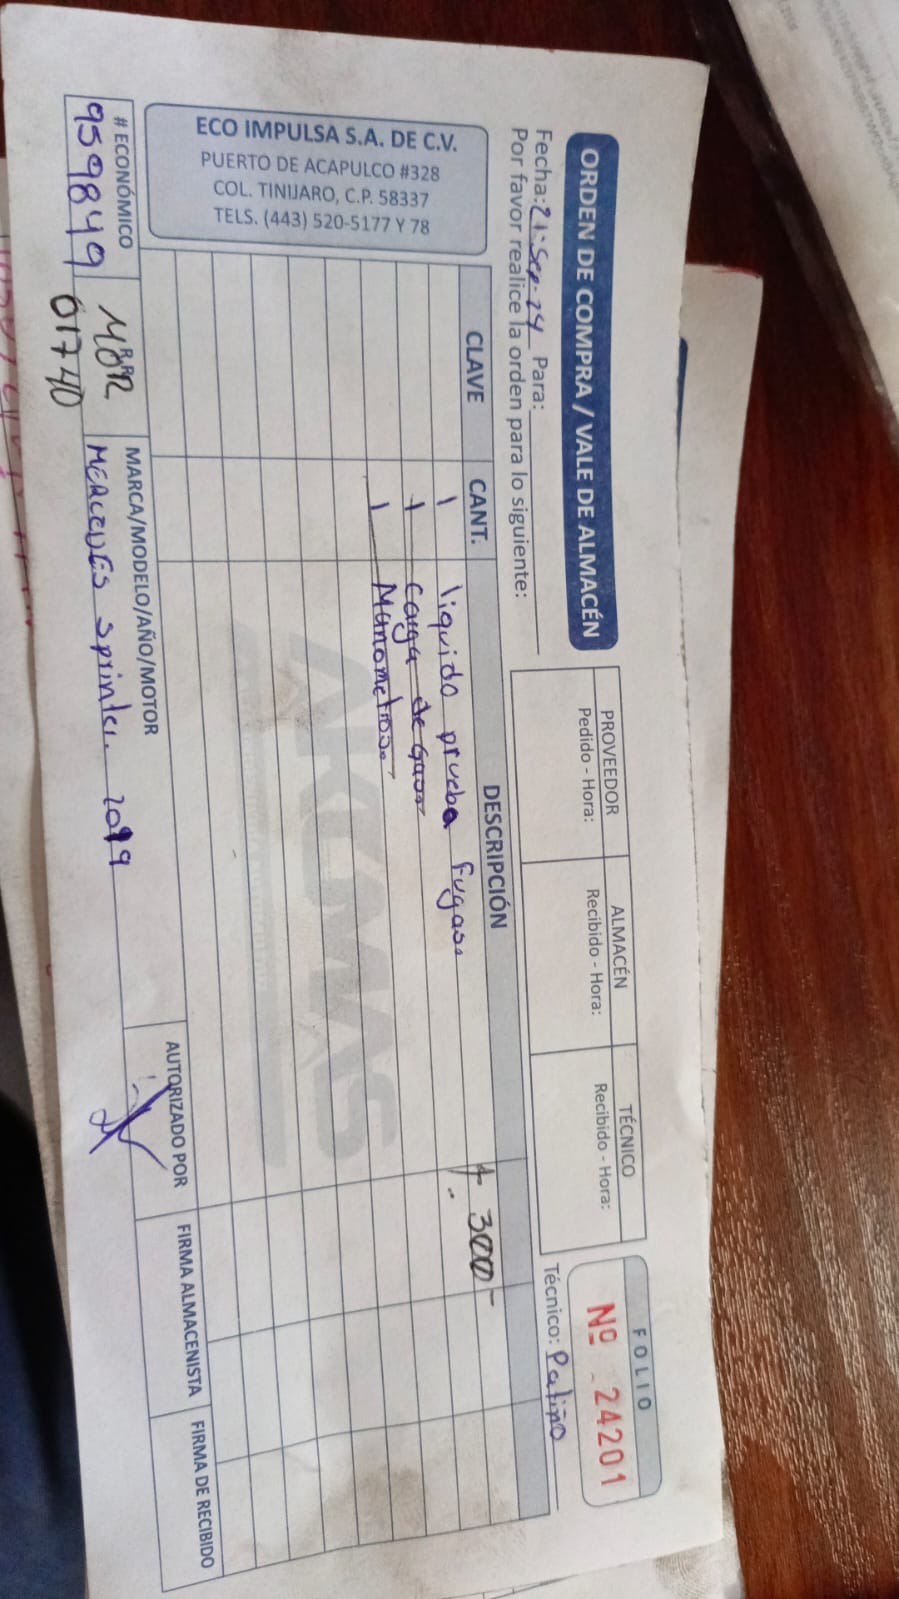 ORDEN DE COMPRA / VALE DE ALMACÉN
Fecha: 21-Sep-24 Para:
Por favor realice la orden para lo siguiente:
PROVEEDOR
Pedido - Hora:
ALMACÉN
Recibido - Hora:
TÉCNICO
Recibido - Hora:
FOLIO
Nº 24201
Técnico: Patiño
ECO IMPULSA S.A. DE C.V.
PUERTO DE ACAPULCO #328
COL. TINIJARO, C.P. 58337
TELS. (443) 520-5177 Y 78
CLAVE CANT. DESCRIPCIÓN
1 liquido prueba fugas. 300-
1 Carga de gas.
1 Manometros.
AKUMAS
# ECONÓMICO
959849
MOR
01740
MARCA/MODELO/AÑO/MOTOR
MERCEDES Sprinter. 2019
AUTORIZADO POR
FIRMA ALMACENISTA
FIRMA DE RECIBIDO